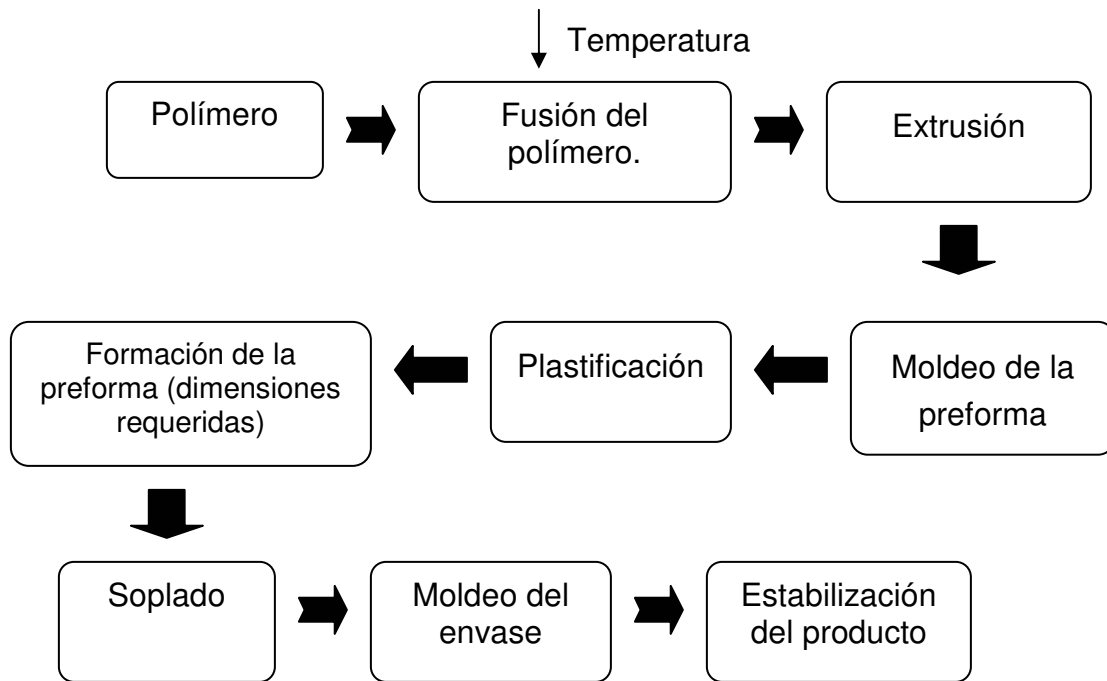 Temperatura
Polímero
Fusión del
polímero.
Extrusión
Moldeo de la
preforma
Plastificación
Formación de la
preforma (dimensiones
requeridas)
Soplado
Moldeo del
envase
Estabilización
del producto